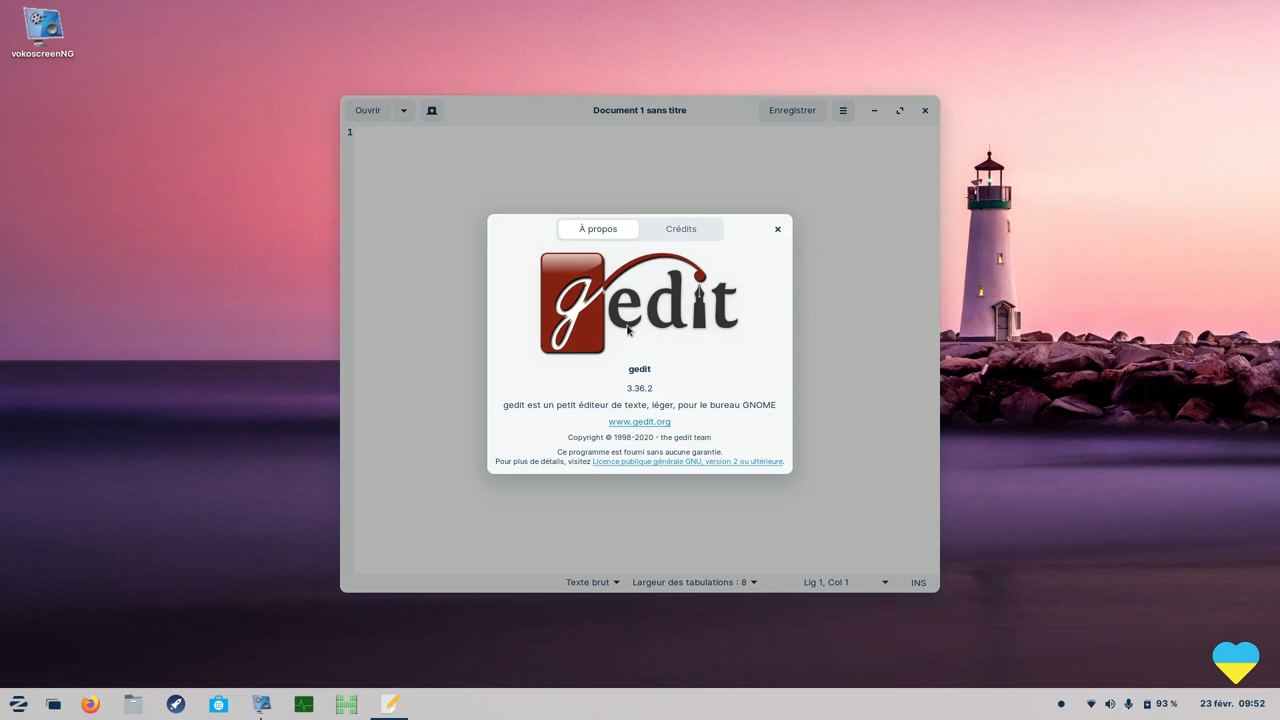 vokoscreenNG
Ouvrir
Document 1 sans titre
Enregistrer
1
À propos
Crédits
gedit
gedit
3.36.2
gedit est un petit éditeur de texte, léger, pour le bureau GNOME
www.gedit.org
Copyright © 1998-2020 - the gedit team
Ce programme est fourni sans aucune garantie.
Pour plus de détails, visitez Licence publique générale GNU, version 2 ou ultérieure.
Texte brut
Largeur des tabulations : 8
Lig 1, Col 1
INS
93 %
23 févr. 09:52